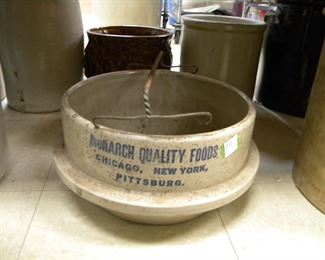 MONARCH QUALITY FOODS
CHICAGO, NEW YORK,
PITTSBURG.